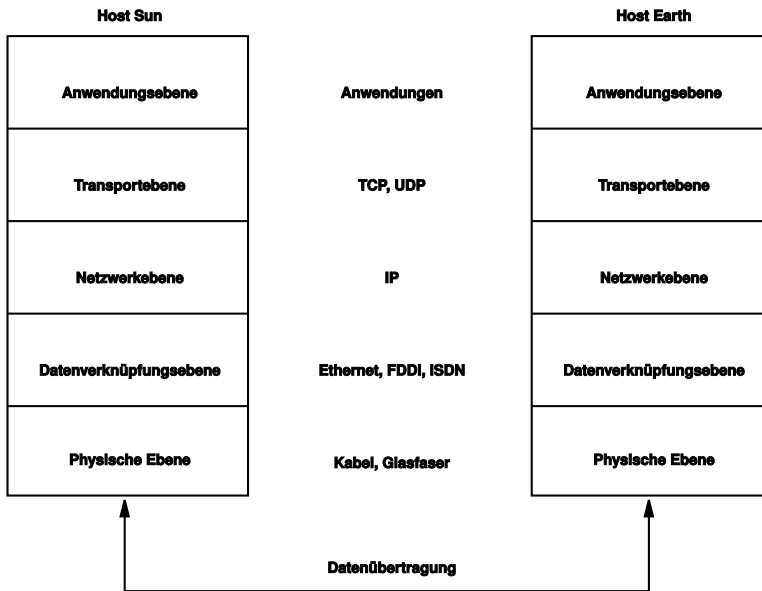 Host Sun
Host Earth
Anwendungsebene
Anwendungen
Anwendungsebene
Transportebene
TCP, UDP
Transportebene
Netzwerkebene
IP
Netzwerkebene
Datenverknüpfungsebene
Ethernet, FDDI, ISDN
Datenverknüpfungsebene
Physische Ebene
Kabel, Glasfaser
Physische Ebene
Datenübertragung